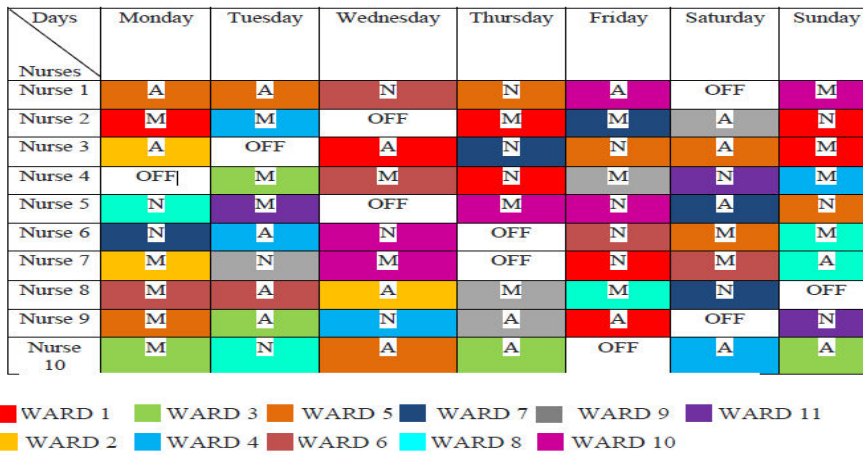 Days Monday Tuesday Wednesday Thursday Friday Saturday Sunday
Nurses
Nurse 1 A A N N A OFF M
Nurse 2 M M OFF M M A N
Nurse 3 A OFF A N N A M
Nurse 4 OFF M M N M N M
Nurse 5 N M OFF M N A N
Nurse 6 N A N OFF N M M
Nurse 7 M N M OFF N M A
Nurse 8 M A A M M N OFF
Nurse 9 M A N A A OFF N
Nurse M N A A OFF A A
10
WARD 1 WARD 3 WARD 5 WARD 7 WARD 9 WARD 11
WARD 2 WARD 4 WARD 6 WARD 8 WARD 10